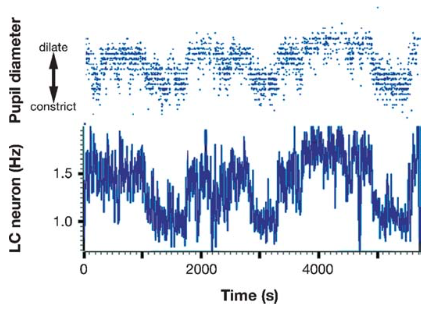 Pupil diameter
dilate
constrict
LC neuron (Hz)
1.5
1.0
0 2000 4000
Time (s)